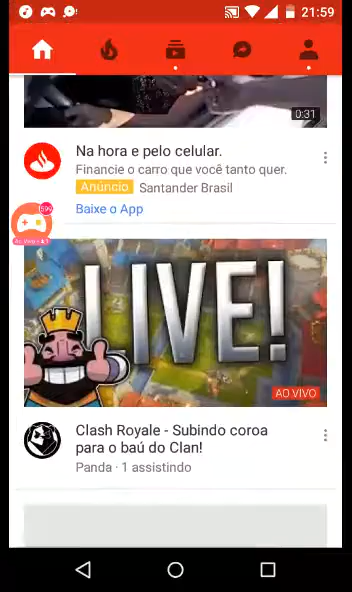 21:59
0:31
Na hora e pelo celular.
Financie o carro que você tanto quer.
Anúncio Santander Brasil
Baixe o App
599
LIVE!
AO VIVO
Clash Royale - Subindo coroa
para o baú do Clan!
Panda · 1 assistindo